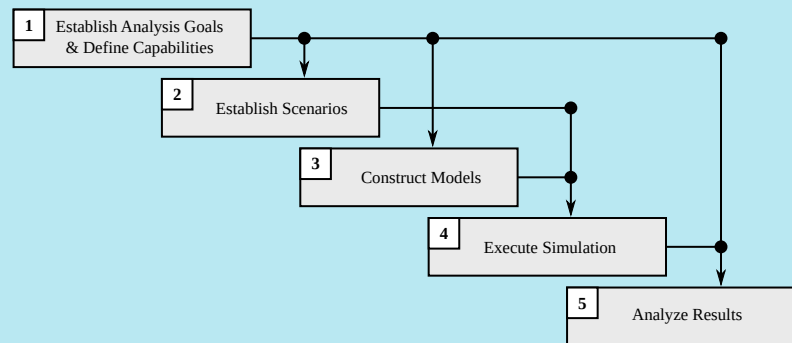 1
Establish Analysis Goals
& Define Capabilities
2
Establish Scenarios
3
Construct Models
4
Execute Simulation
5
Analyze Results